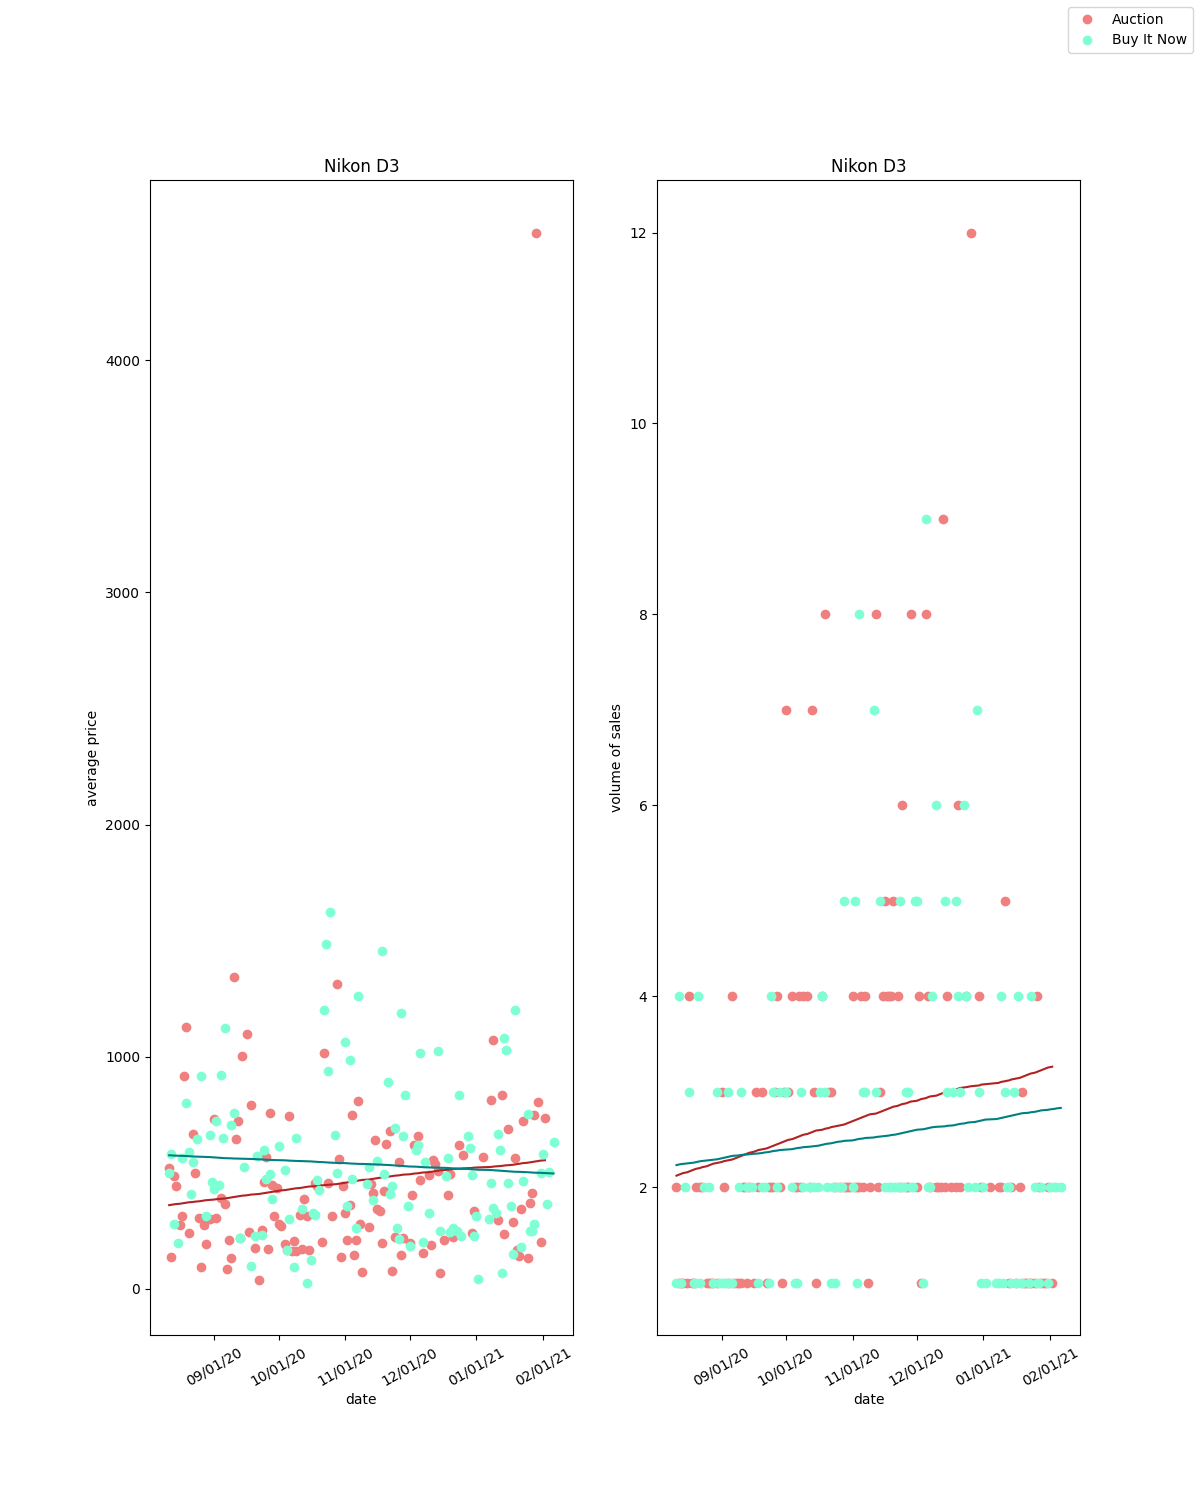 Auction
Buy It Now
Nikon D3
4000
3000
2000
1000
0
average price
09/01/20
10/01/20
11/01/20
12/01/20
01/01/21
02/01/21
date
Nikon D3
12
10
8
6
4
2
volume of sales
09/01/20
10/01/20
11/01/20
12/01/20
01/01/21
02/01/21
date